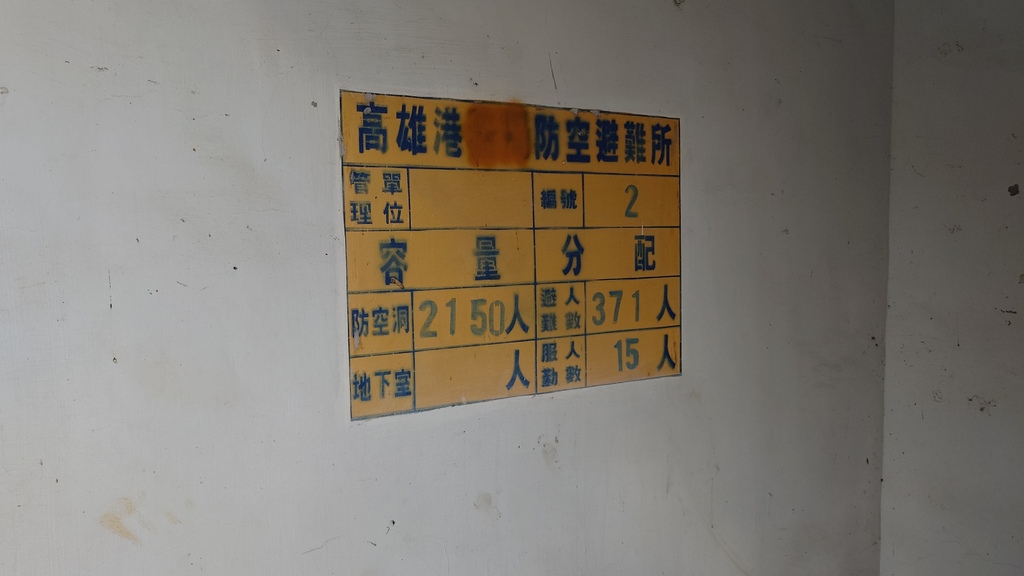 高雄港 防空避難所
管理單位 編號 2
容量分配
防空洞 2150人 避難人數 371人
地下室 人 服勤人數 15人